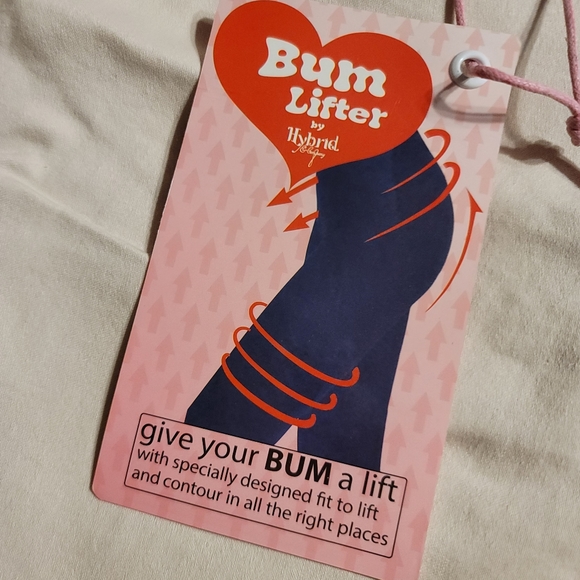 Bum
Lifter
by
Hybrid
give your BUM a lift
with specially designed fit to lift
and contour in all the right places